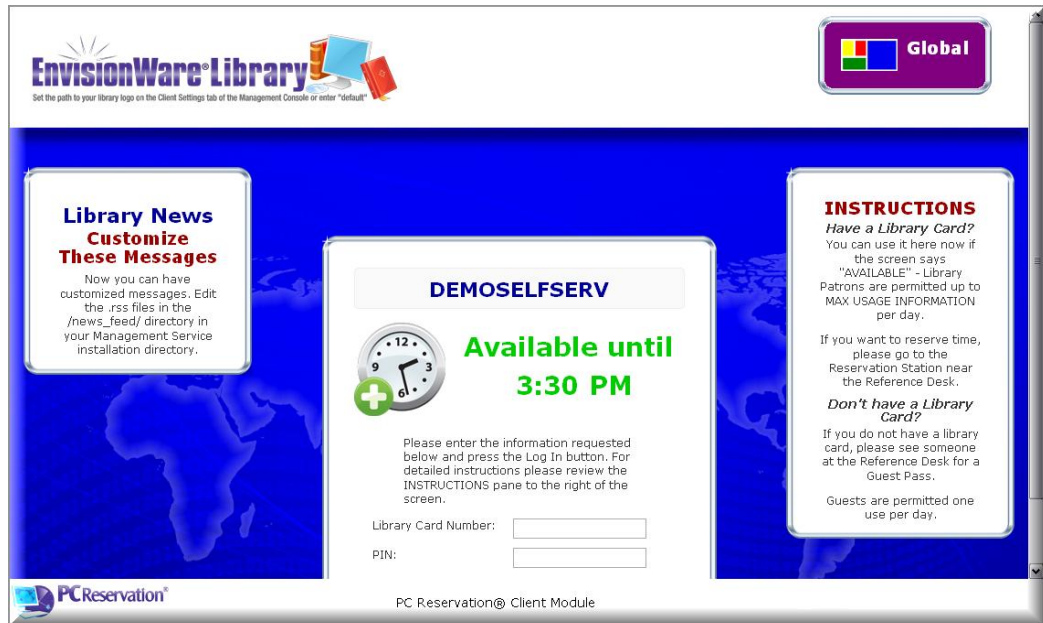 EnvisionWare® Library
Set the path to your library logo on the Client Settings tab of the Management Console or enter "default"
Global
Library News
Customize
These Messages
Now you can have
customized messages. Edit
the .rss files in the
/news_feed/ directory in
your Management Service
installation directory.
DEMOSELFSERV
12
9
3
6
Available until
3:30 PM
Please enter the information requested
below and press the Log In button. For
detailed instructions please review the
INSTRUCTIONS pane to the right of the
screen.
Library Card Number:
PIN:
INSTRUCTIONS
Have a Library Card?
You can use it here now if
the screen says
"AVAILABLE" - Library
Patrons are permitted up to
MAX USAGE INFORMATION
per day.
If you want to reserve time,
please go to the
Reservation Station near
the Reference Desk.
Don't have a Library
Card?
If you do not have a library
card, please see someone
at the Reference Desk for a
Guest Pass.
Guests are permitted one
use per day.
PCReservation®
PC Reservation® Client Module